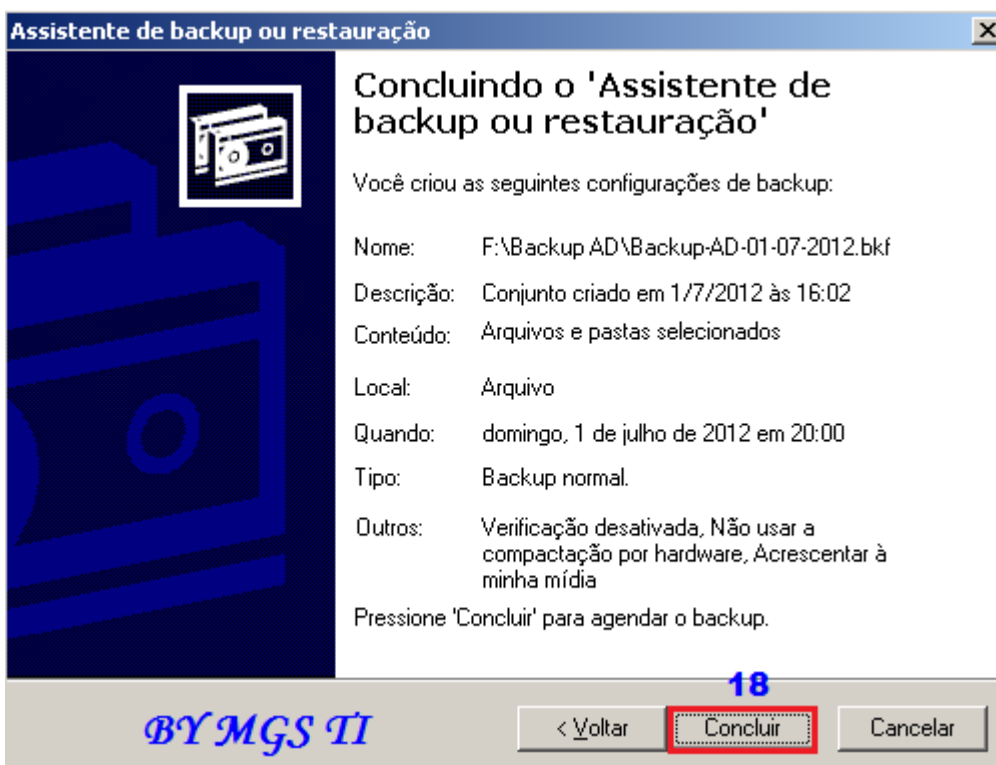 Assistente de backup ou restauração
Concluindo o 'Assistente de
backup ou restauração'
Você criou as seguintes configurações de backup:
Nome: F:\Backup AD\Backup-AD-01-07-2012.bkf
Descrição: Conjunto criado em 1/7/2012 às 16:02
Conteúdo: Arquivos e pastas selecionados
Local: Arquivo
Quando: domingo, 1 de julho de 2012 em 20:00
Tipo: Backup normal.
Outros: Verificação desativada, Não usar a
compactação por hardware, Acrescentar à
minha mídia
Pressione 'Concluir' para agendar o backup.
18
BY MGS TI
< Voltar Concluir Cancelar